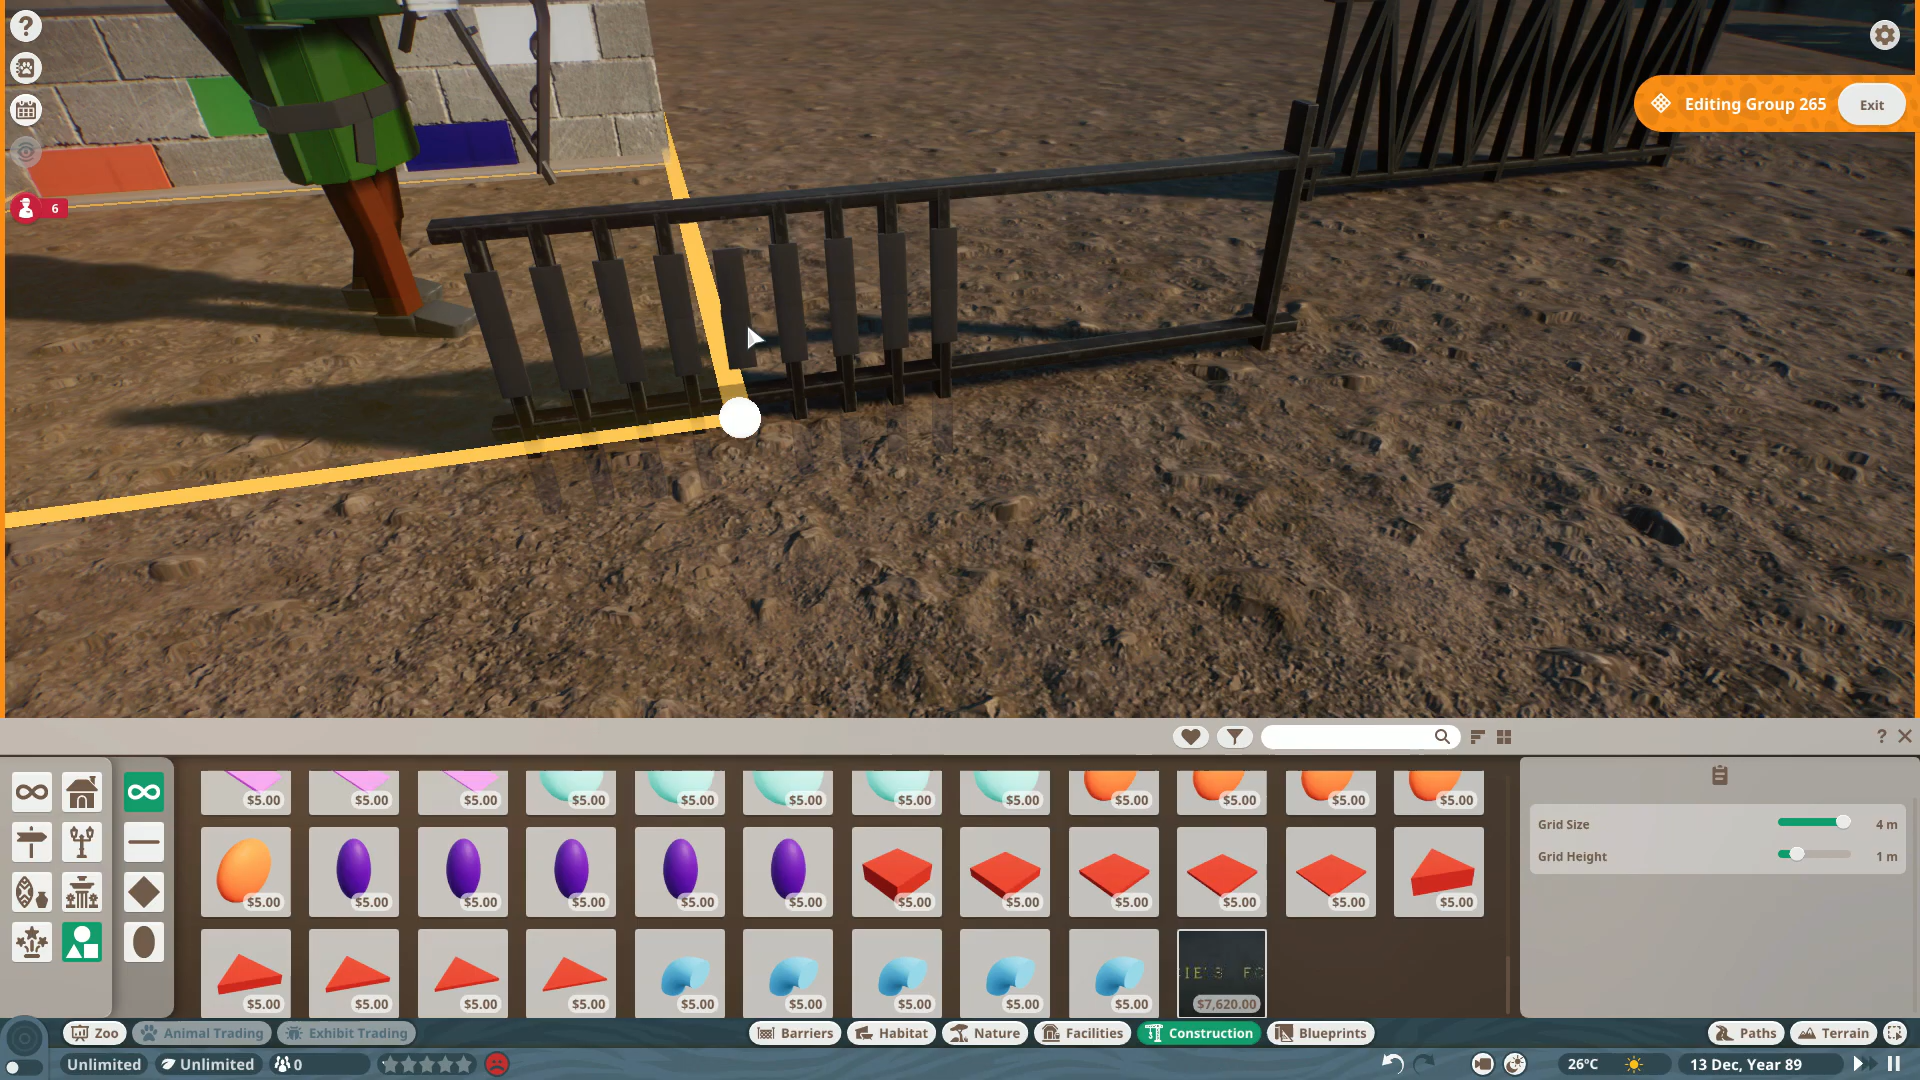 ?
Editing Group 265 Exit
6
?
$5.00 $5.00 $5.00 $5.00 $5.00 $5.00 $5.00 $5.00 $5.00 $5.00 $5.00 $5.00
Grid Size 4 m
Grid Height 1 m
$5.00 $5.00 $5.00 $5.00 $5.00 $5.00 $5.00 $5.00 $5.00 $5.00 $5.00 $5.00
IE'S FO
$5.00 $5.00 $5.00 $5.00 $5.00 $5.00 $5.00 $5.00 $5.00 $7,620.00
Zoo Animal Trading Exhibit Trading Barriers Habitat Nature Facilities Construction Blueprints Paths Terrain
Unlimited Unlimited 0 26°C 13 Dec, Year 89